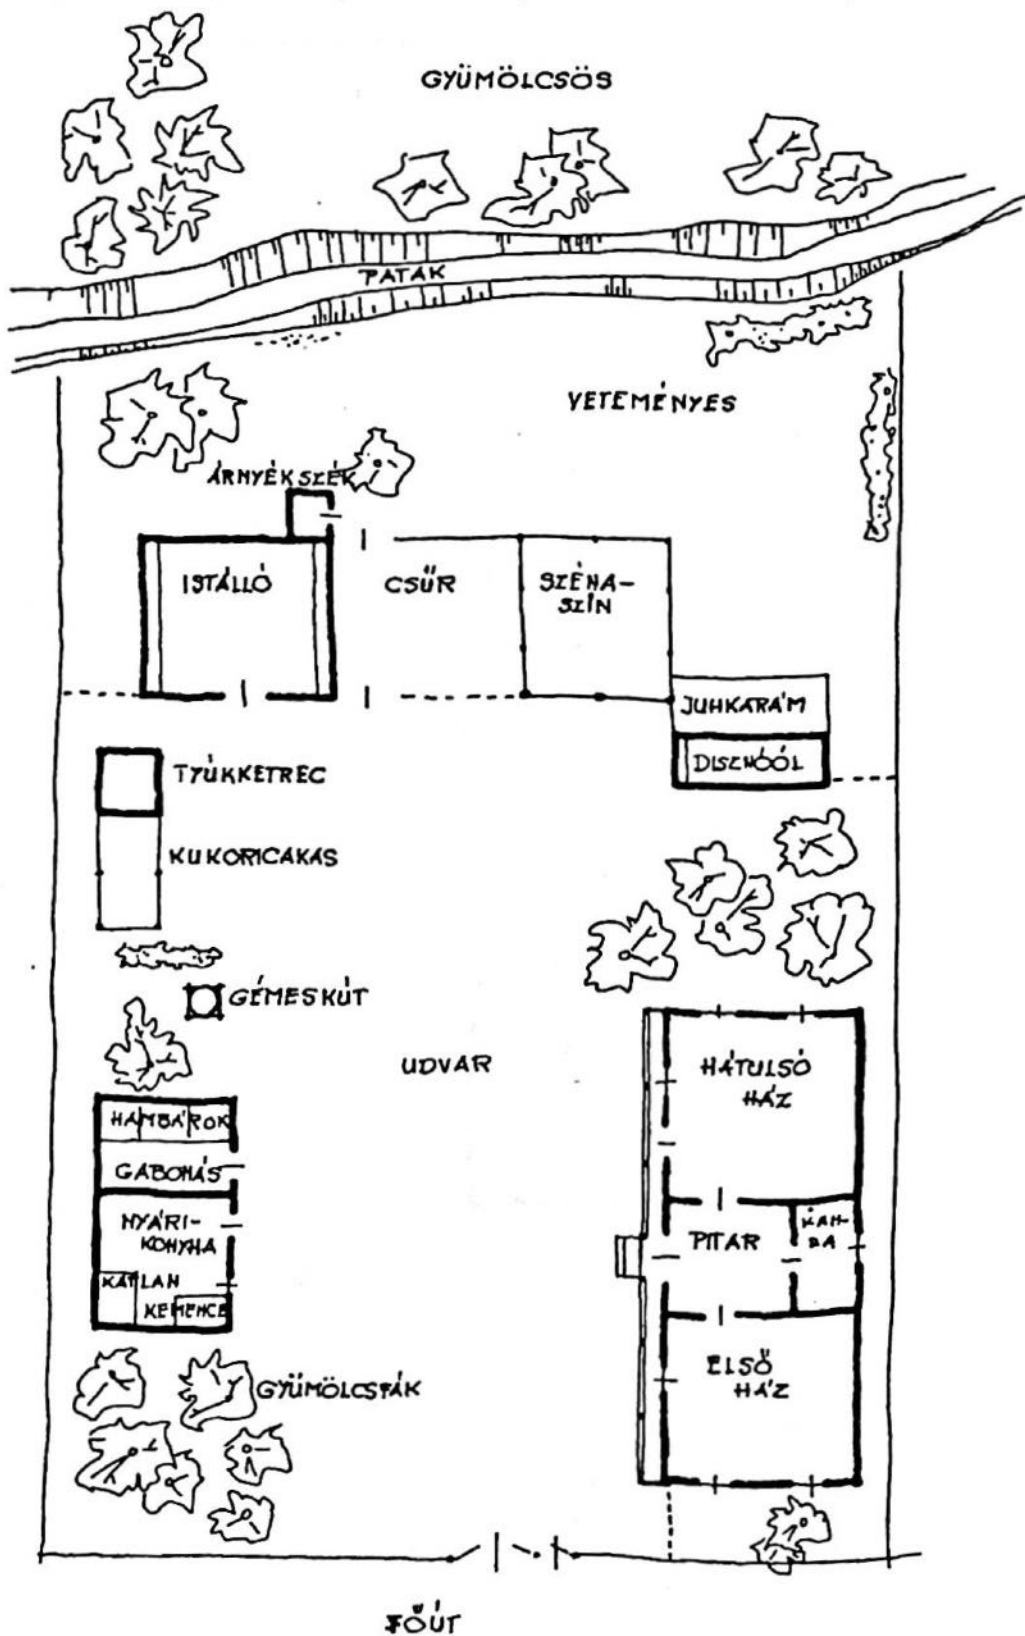 GYÜMÖLCSÖS
PATAK
VETEMÉNYES
ÁRNYÉKSZÉK
ISTÁLLÓ
CSŰR
SZÉNA-
SZÍN
JUHKARÁM
DISZNÓÓL
TYÚKKETREC
KUKORICAKAS
GÉMESKÚT
UDVAR
HÁTULSÓ
HÁZ
HAMBÁROK
GABONÁS
NYÁRI-
KONYHA
PITAR
KAM-
RA
KATLAN
KEMENCE
ELSŐ
HÁZ
GYÜMÖLCSFÁK
FŐÚT